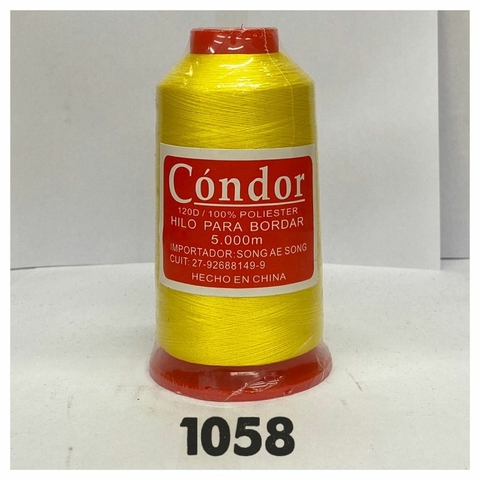 Cóndor
120D / 100% POLIESTER
HILO PARA BORDAR
5.000m
IMPORTADOR: SONG AE SONG
CUIT: 27-92688149-9
HECHO EN CHINA
1058